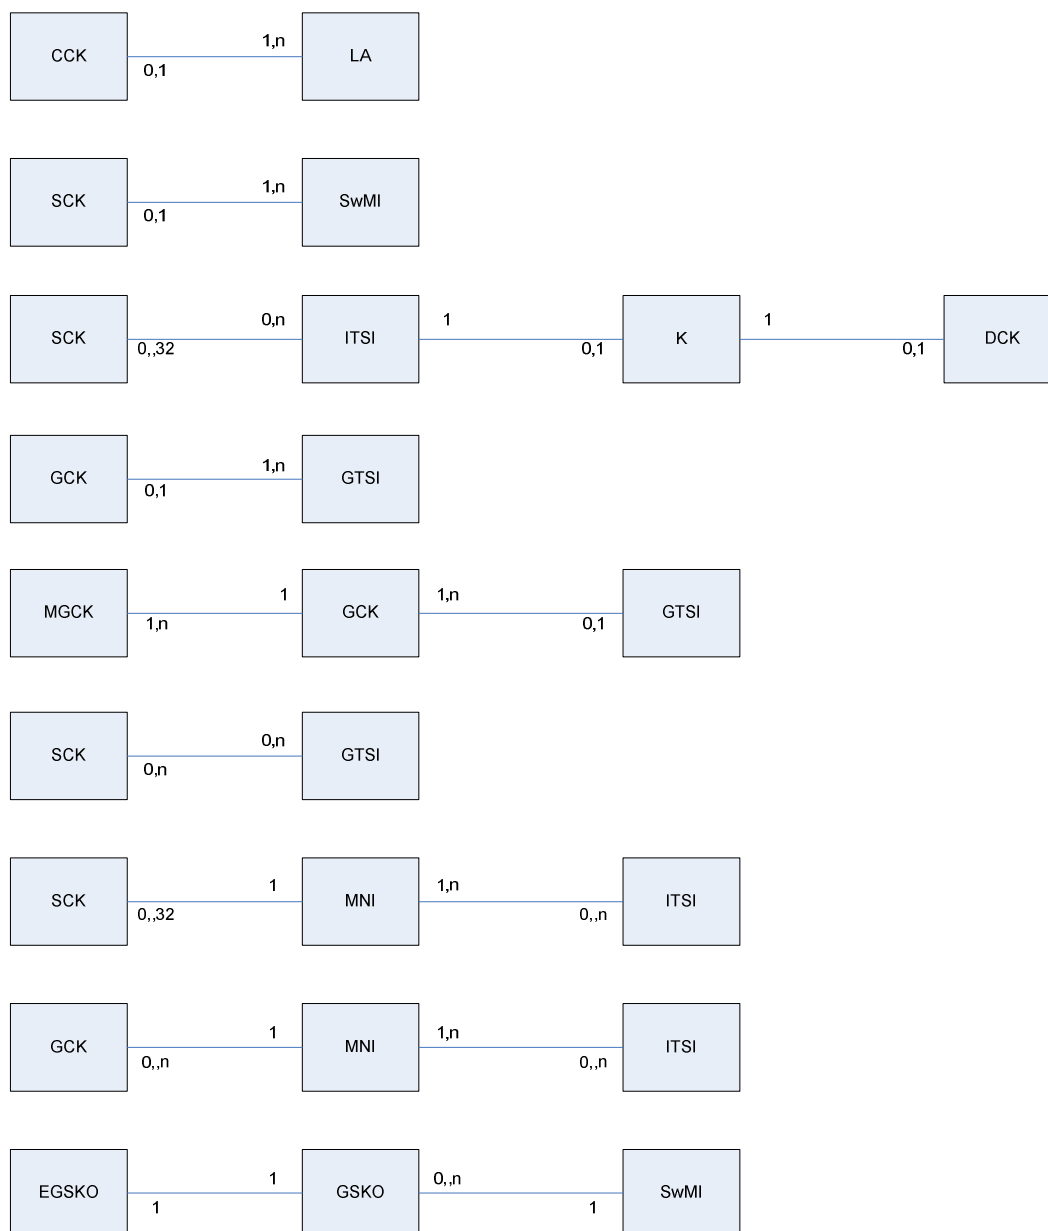 CCK 0,1 1,n LA
SCK 0,1 1,n SwMI
SCK 0,,32 0,n ITSI 1 0,1 K 1 0,1 DCK
GCK 0,1 1,n GTSI
MGCK 1,n 1 GCK 1,n 0,1 GTSI
SCK 0,n 0,n GTSI
SCK 0,,32 1 MNI 1,n 0,,n ITSI
GCK 0,,n 1 MNI 1,n 0,,n ITSI
EGSKO 1 1 GSKO 0,,n 1 SwMI